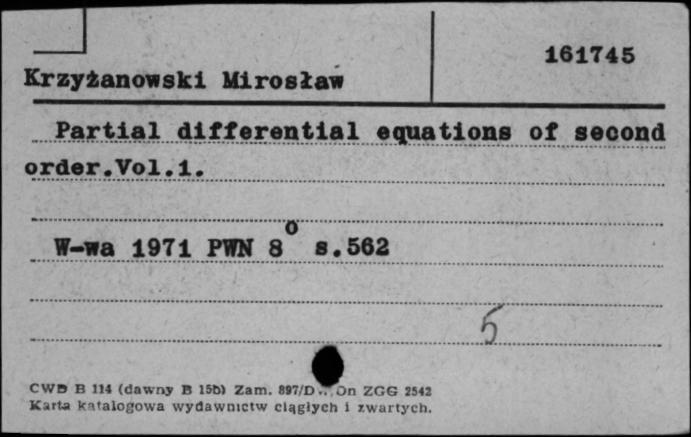 161745
Krzyżanowski Mirosław
Partial differential equations of second
order.Vol.1.
W-wa 1971 PWN 8° s.562
5
CWD B 114 (dawny B 15b) Zam. 897/D ZGG 2542
Karta katalogowa wydawnictw ciągłych i zwartych.